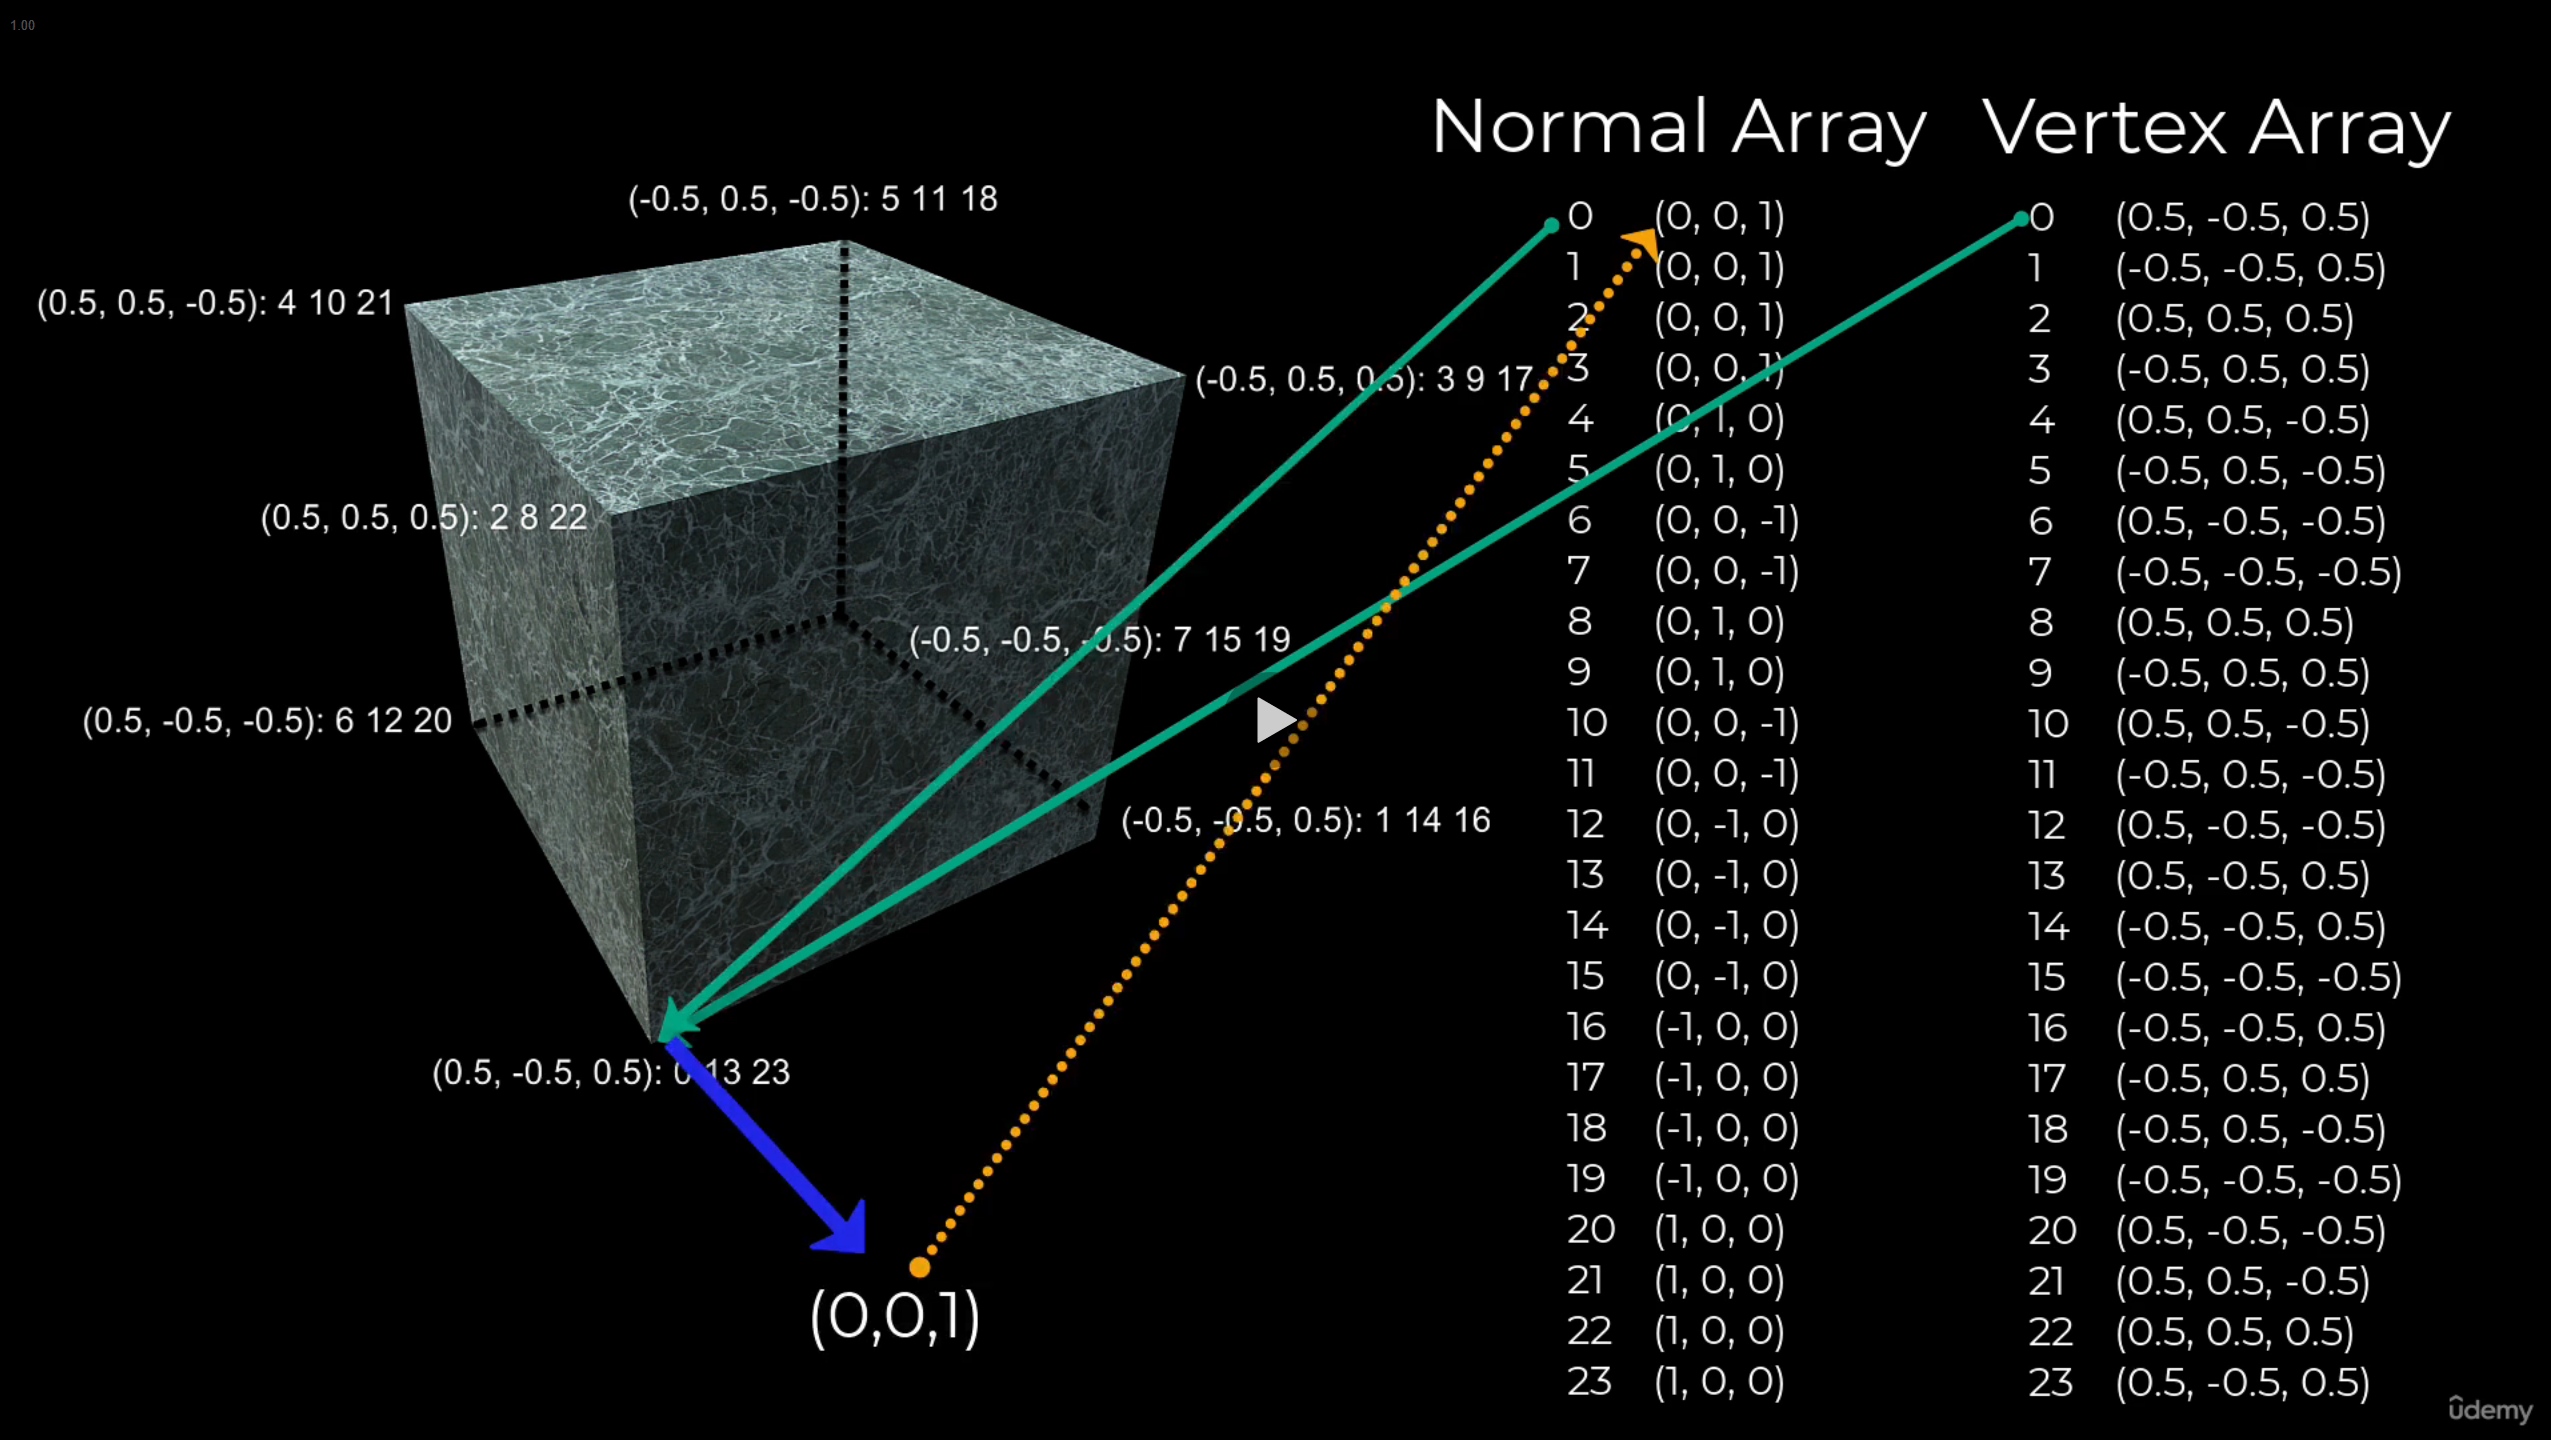 1.00
Normal Array Vertex Array
(-0.5, 0.5, -0.5): 5 11 18
(0.5, 0.5, -0.5): 4 10 21
(-0.5, 0.5, 0.5): 3 9 17
(0.5, 0.5, 0.5): 2 8 22
(-0.5, -0.5, -0.5): 7 15 19
(0.5, -0.5, -0.5): 6 12 20
(-0.5, -0.5, 0.5): 1 14 16
(0.5, -0.5, 0.5): 0 13 23
(0,0,1)
0 (0, 0, 1) 0 (0.5, -0.5, 0.5)
1 (0, 0, 1) 1 (-0.5, -0.5, 0.5)
2 (0, 0, 1) 2 (0.5, 0.5, 0.5)
3 (0, 0, 1) 3 (-0.5, 0.5, 0.5)
4 (0, 1, 0) 4 (0.5, 0.5, -0.5)
5 (0, 1, 0) 5 (-0.5, 0.5, -0.5)
6 (0, 0, -1) 6 (0.5, -0.5, -0.5)
7 (0, 0, -1) 7 (-0.5, -0.5, -0.5)
8 (0, 1, 0) 8 (0.5, 0.5, 0.5)
9 (0, 1, 0) 9 (-0.5, 0.5, 0.5)
10 (0, 0, -1) 10 (0.5, 0.5, -0.5)
11 (0, 0, -1) 11 (-0.5, 0.5, -0.5)
12 (0, -1, 0) 12 (0.5, -0.5, -0.5)
13 (0, -1, 0) 13 (0.5, -0.5, 0.5)
14 (0, -1, 0) 14 (-0.5, -0.5, 0.5)
15 (0, -1, 0) 15 (-0.5, -0.5, -0.5)
16 (-1, 0, 0) 16 (-0.5, -0.5, 0.5)
17 (-1, 0, 0) 17 (-0.5, 0.5, 0.5)
18 (-1, 0, 0) 18 (-0.5, 0.5, -0.5)
19 (-1, 0, 0) 19 (-0.5, -0.5, -0.5)
20 (1, 0, 0) 20 (0.5, -0.5, -0.5)
21 (1, 0, 0) 21 (0.5, 0.5, -0.5)
22 (1, 0, 0) 22 (0.5, 0.5, 0.5)
23 (1, 0, 0) 23 (0.5, -0.5, 0.5)
ûdemy